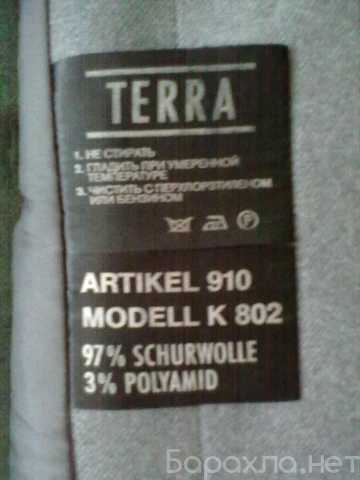 TERRA
1. НЕ СТИРАТЬ
2. ГЛАДИТЬ ПРИ УМЕРЕННОЙ
ТЕМПЕРАТУРЕ
3. ЧИСТИТЬ С ПЕРХЛОРЭТИЛЕНОМ
ИЛИ БЕНЗИНОМ
P
ARTIKEL 910
MODELL K 802
97% SCHURWOLLE
3% POLYAMID
Барахла.нет